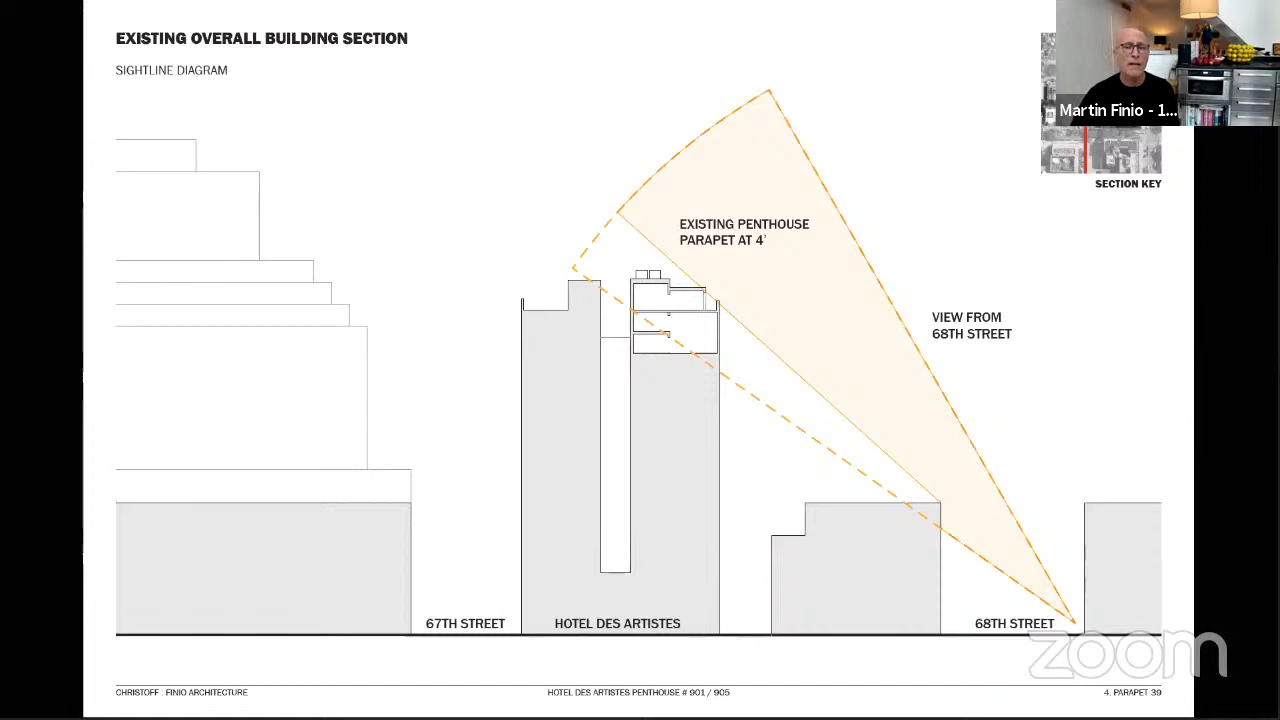 EXISTING OVERALL BUILDING SECTION
SIGHTLINE DIAGRAM
Martin Finio - 1...
SECTION KEY
EXISTING PENTHOUSE
PARAPET AT 4'
VIEW FROM
68TH STREET
67TH STREET
HOTEL DES ARTISTES
68TH STREET
zoom
CHRISTOFF : FINIO ARCHITECTURE
HOTEL DES ARTISTES PENTHOUSE # 901 / 905
4. PARAPET 39